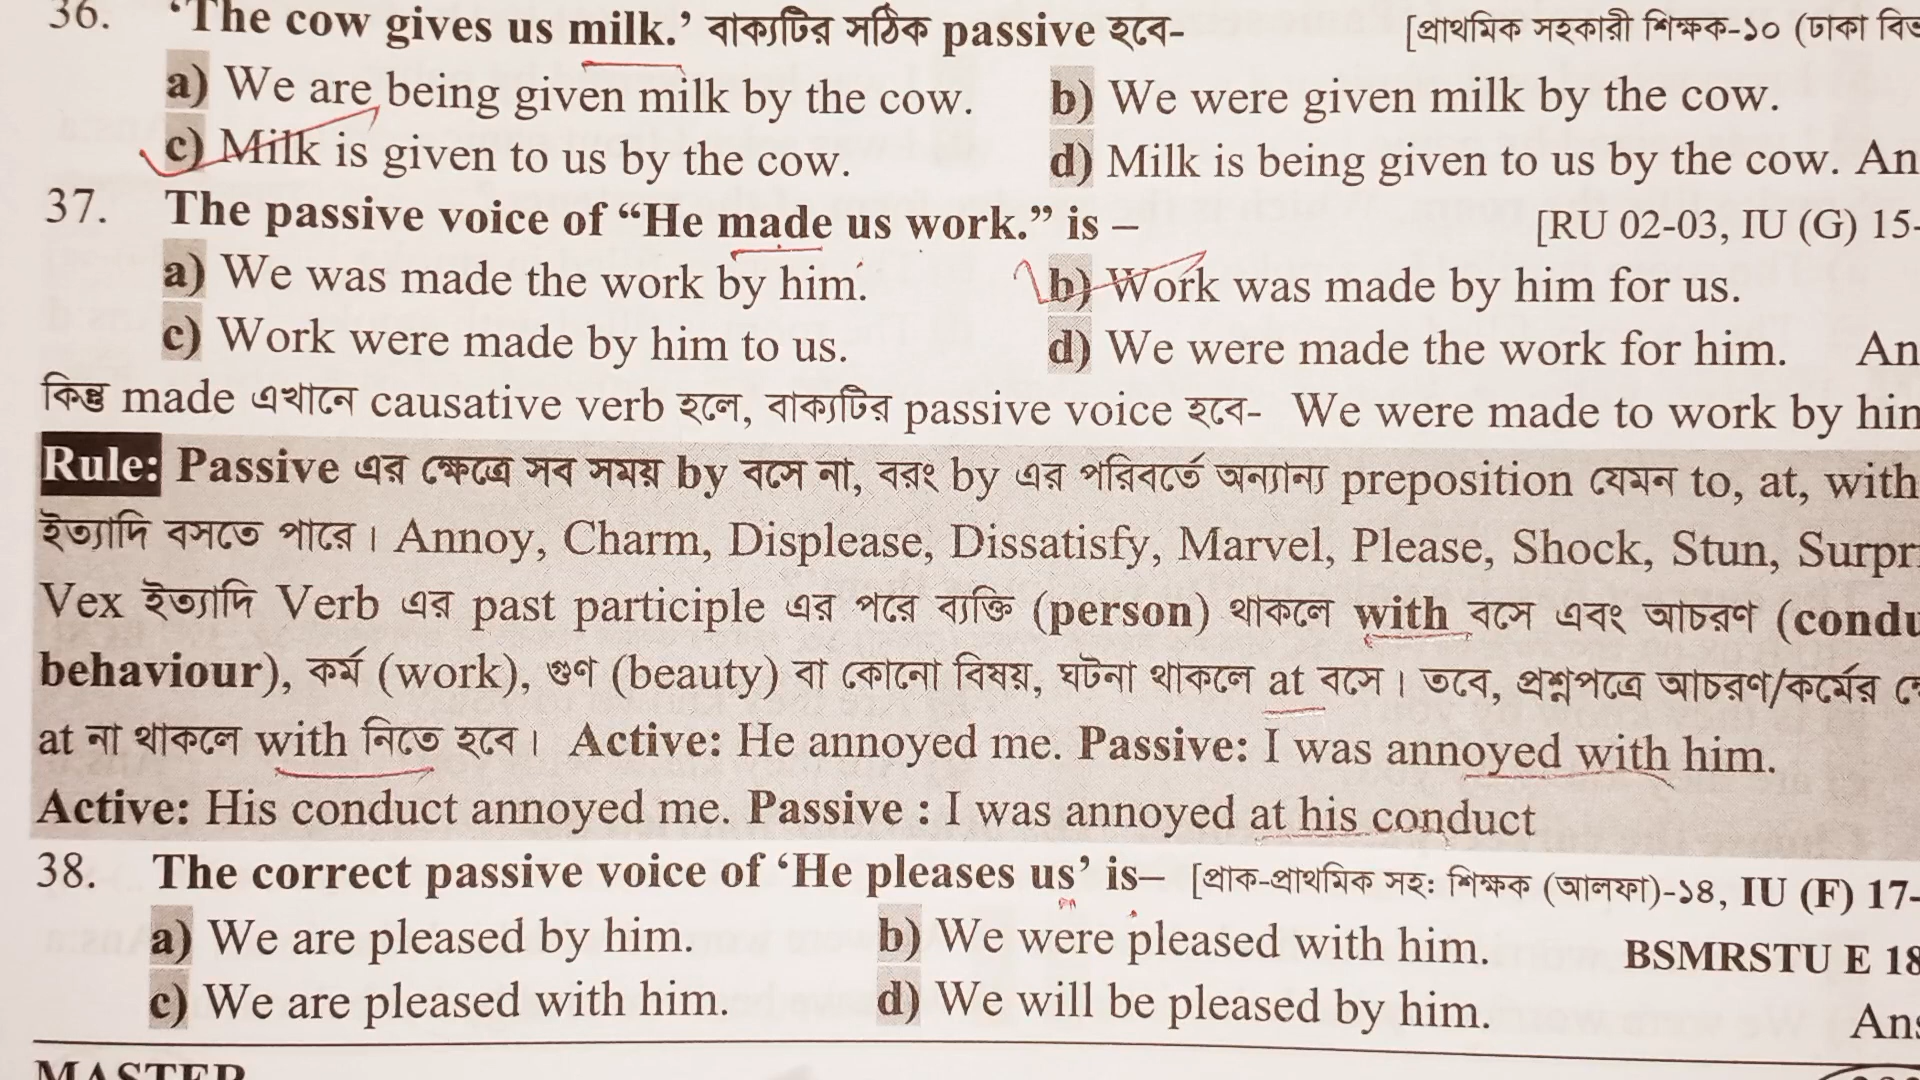 36. ‘The cow gives us milk.’ বাক্যটির সঠিক passive হবে- [প্রাথমিক সহকারী শিক্ষক-১০ (ঢাকা
a) We are being given milk by the cow. b) We were given milk by the cow.
c) Milk is given to us by the cow. d) Milk is being given to us by the cow. An
37. The passive voice of “He made us work.” is – [RU 02-03, IU (G) 15-
a) We was made the work by him. b) Work was made by him for us.
c) Work were made by him to us. d) We were made the work for him. An
কিন্তু made এখানে causative verb হলে, বাক্যটির passive voice হবে- We were made to work by
Rule: Passive এর ক্ষেত্রে সব সময় by বসে না, বরং by এর পরিবর্তে অন্যান্য preposition যেমন to, at, with
ইত্যাদি বসতে পারে। Annoy, Charm, Displease, Dissatisfy, Marvel, Please, Shock, Stun, Surpr
Vex ইত্যাদি Verb এর past participle এর পরে ব্যক্তি (person) থাকলে with বসে এবং আচরণ (condu
behaviour), কর্ম (work), গুণ (beauty) বা কোনো বিষয়, ঘটনা থাকলে at বসে। তবে, প্রশ্নপত্রে আচরণ/কর্মের
at না থাকলে with নিতে হবে। Active: He annoyed me. Passive: I was annoyed with him.
Active: His conduct annoyed me. Passive : I was annoyed at his conduct
38. The correct passive voice of ‘He pleases us’ is– [প্রাক-প্রাথমিক সহঃ শিক্ষক (আলফা)-১৪, IU (F) 17-
a) We are pleased by him. b) We were pleased with him. BSMRSTU E 18
c) We are pleased with him. d) We will be pleased by him. Ans
MASTER